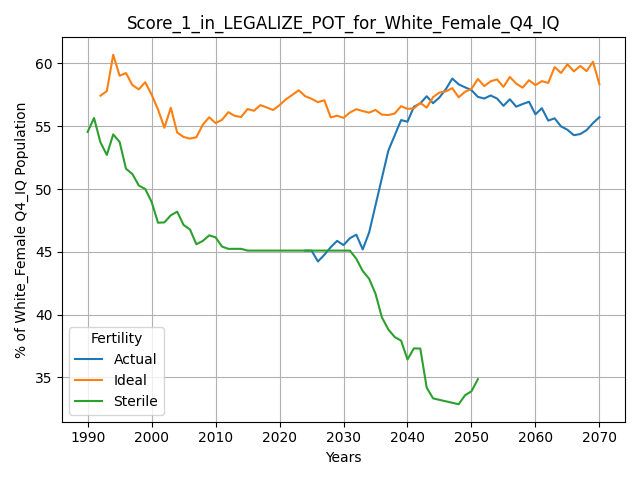 Score_1_in_LEGALIZE_POT_for_White_Female_Q4_IQ
% of White_Female Q4_IQ Population
60
55
50
45
40
35
Fertility
Actual
Ideal
Sterile
1990 2000 2010 2020 2030 2040 2050 2060 2070
Years